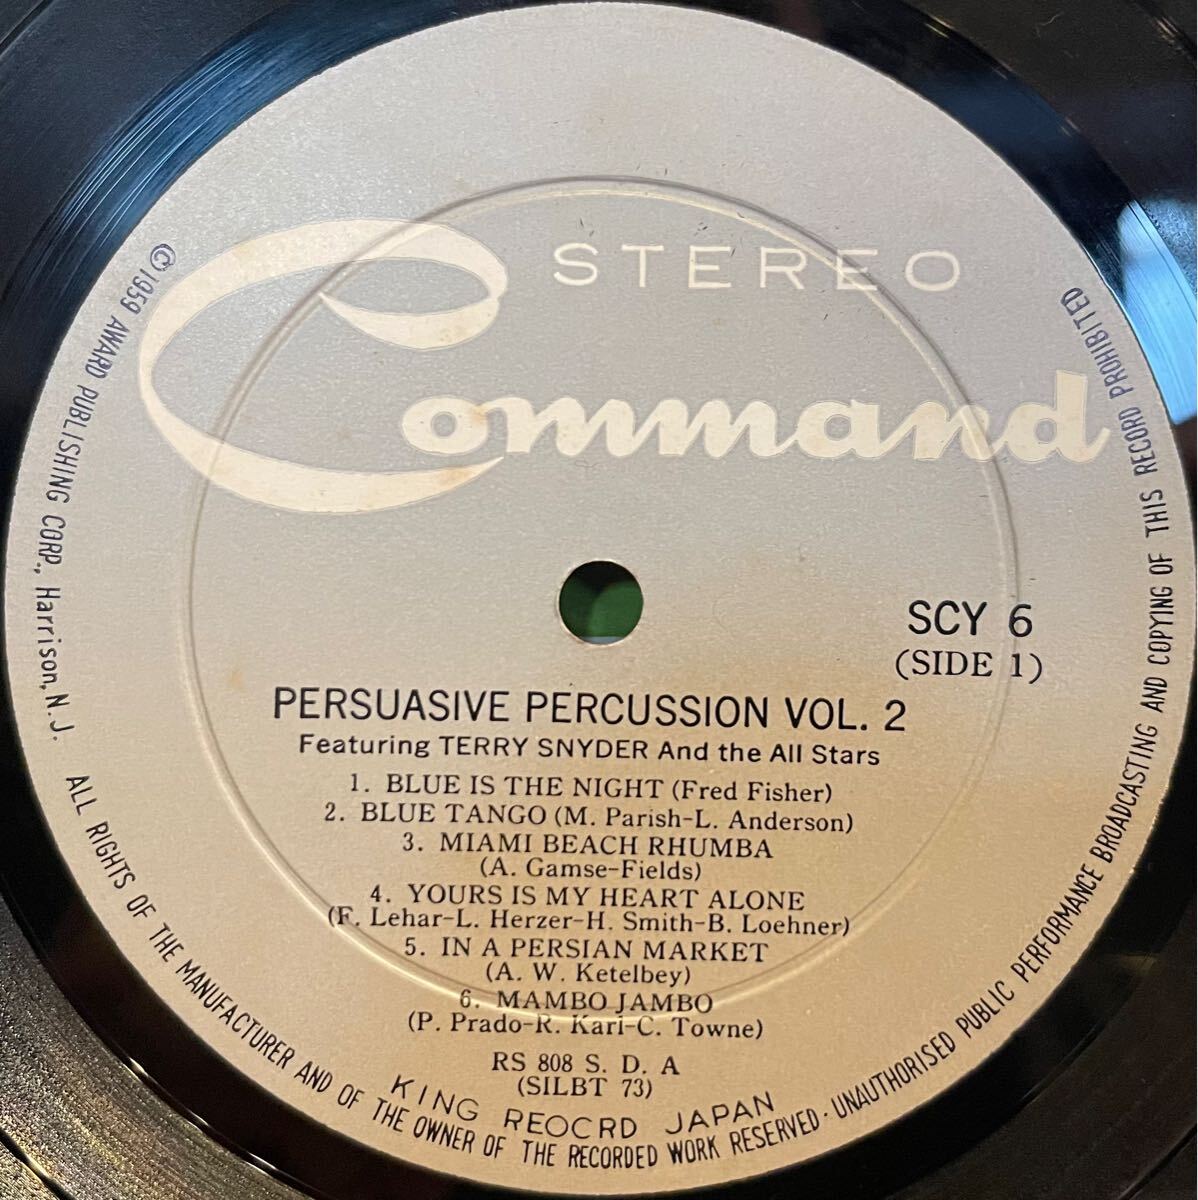 STEREO
Command
SCY 6
(SIDE 1)
PERSUASIVE PERCUSSION VOL. 2
Featuring TERRY SNYDER And the All Stars
1. BLUE IS THE NIGHT (Fred Fisher)
2. BLUE TANGO (M. Parish-L. Anderson)
3. MIAMI BEACH RHUMBA
(A. Gamse-Fields)
4. YOURS IS MY HEART ALONE
(F. Lehar-L. Herzer-H. Smith-B. Loehner)
5. IN A PERSIAN MARKET
(A. W. Ketelbey)
6. MAMBO JAMBO
(P. Prado-R. Karl-C. Towne)
RS 808 S. D. A
(SILBT 73)
KING REOCRD JAPAN
©1959 AWARD PUBLISHING CORP., Harrison, N. J.
ALL RIGHTS OF THE MANUFACTURER AND OF THE OWNER OF THE RECORDED WORK RESERVED · UNAUTHORISED PUBLIC PERFORMANCE BROADCASTING AND COPYING OF THIS RECORD PROHIBITED